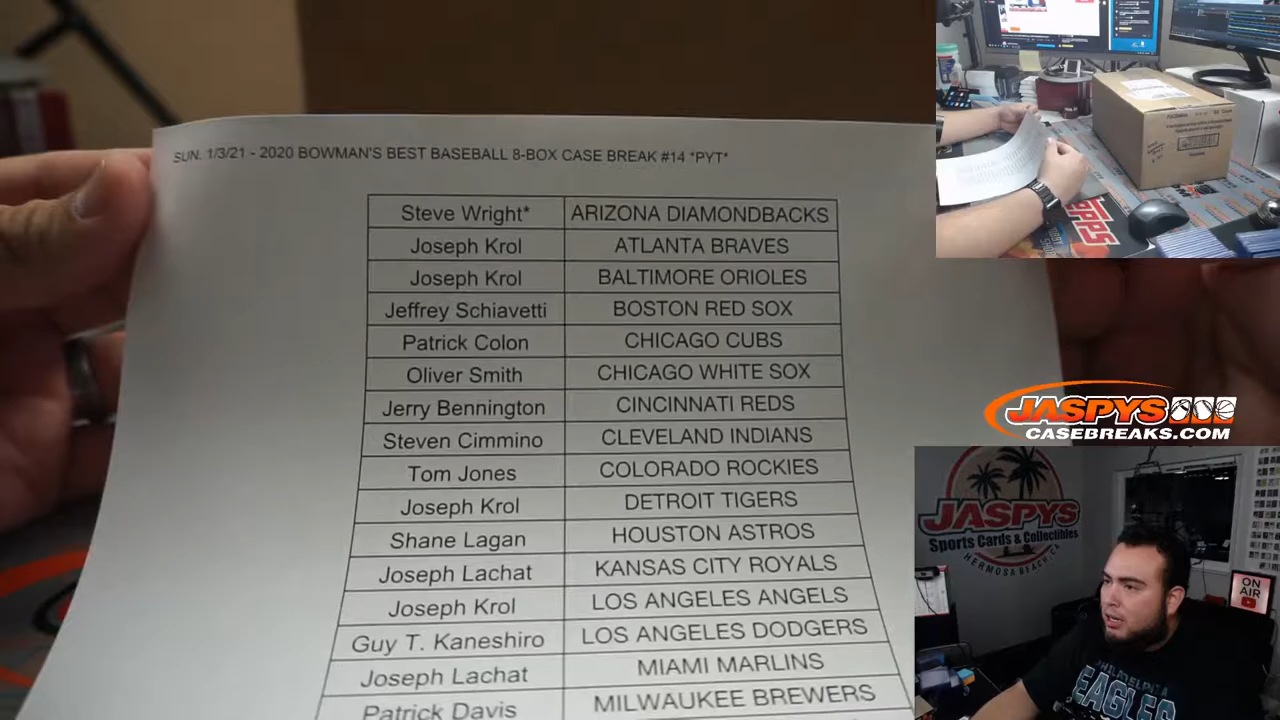 SUN. 1/3/21 - 2020 BOWMAN'S BEST BASEBALL 8-BOX CASE BREAK #14 *PYT*
Steve Wright* ARIZONA DIAMONDBACKS
Joseph Krol ATLANTA BRAVES
Joseph Krol BALTIMORE ORIOLES
Jeffrey Schiavetti BOSTON RED SOX
Patrick Colon CHICAGO CUBS
Oliver Smith CHICAGO WHITE SOX
Jerry Bennington CINCINNATI REDS
Steven Cimmino CLEVELAND INDIANS
Tom Jones COLORADO ROCKIES
Joseph Krol DETROIT TIGERS
Shane Lagan HOUSTON ASTROS
Joseph Lachat KANSAS CITY ROYALS
Joseph Krol LOS ANGELES ANGELS
Guy T. Kaneshiro LOS ANGELES DODGERS
Joseph Lachat MIAMI MARLINS
Patrick Davis MILWAUKEE BREWERS
TOPPS
JASPYS
CASEBREAKS.COM
JASPYS
Sports Cards & Collectibles
HERMOSA BEACH, CA
ON
AIR
PHILADELPHIA
EAGLES